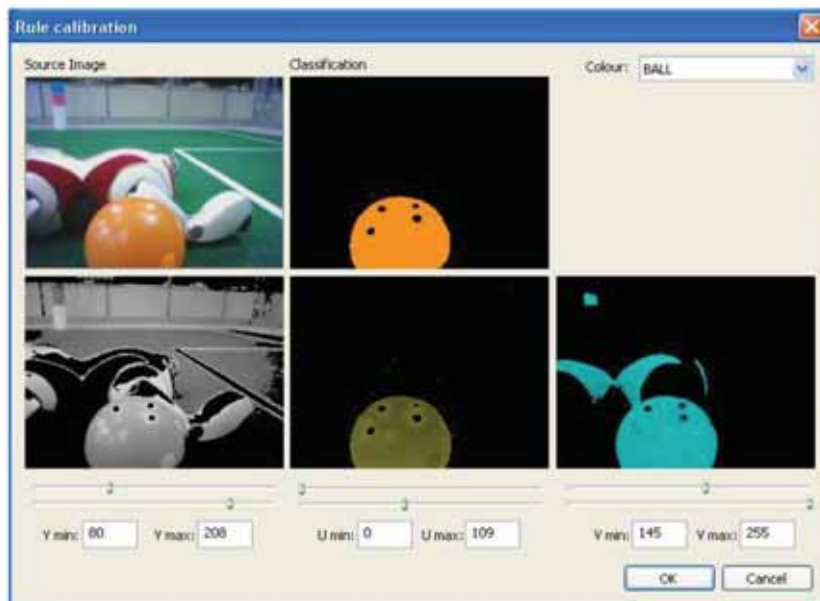 Rule calibration
Source Image Classification Colour: BALL
Y min: 80 Y max: 208 U min: 0 U max: 109 V min: 145 V max: 255
OK Cancel